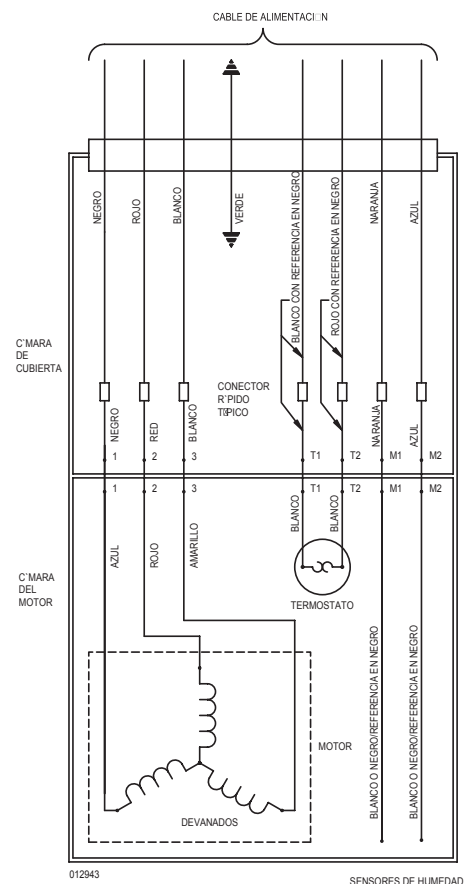 CABLE DE ALIMENTACI□N
NEGRO
ROJO
BLANCO
VERDE
BLANCO CON REFERENCIA EN NEGRO
ROJO CON REFERENCIA EN NEGRO
NARANJA
AZUL
C`MARA
DE
CUBIERTA
CONECTOR
R`PIDO
T□PICO
NEGRO
RED
BLANCO
NARANJA
AZUL
1
2
3
T1
T2
M1
M2
1
2
3
T1
T2
M1
M2
C`MARA
DEL
MOTOR
AZUL
ROJO
AMARILLO
BLANCO
BLANCO
TERMOSTATO
BLANCO O NEGRO/REFERENCIA EN NEGRO
BLANCO O NEGRO/REFERENCIA EN NEGRO
MOTOR
DEVANADOS
012943
SENSORES DE HUMEDAD